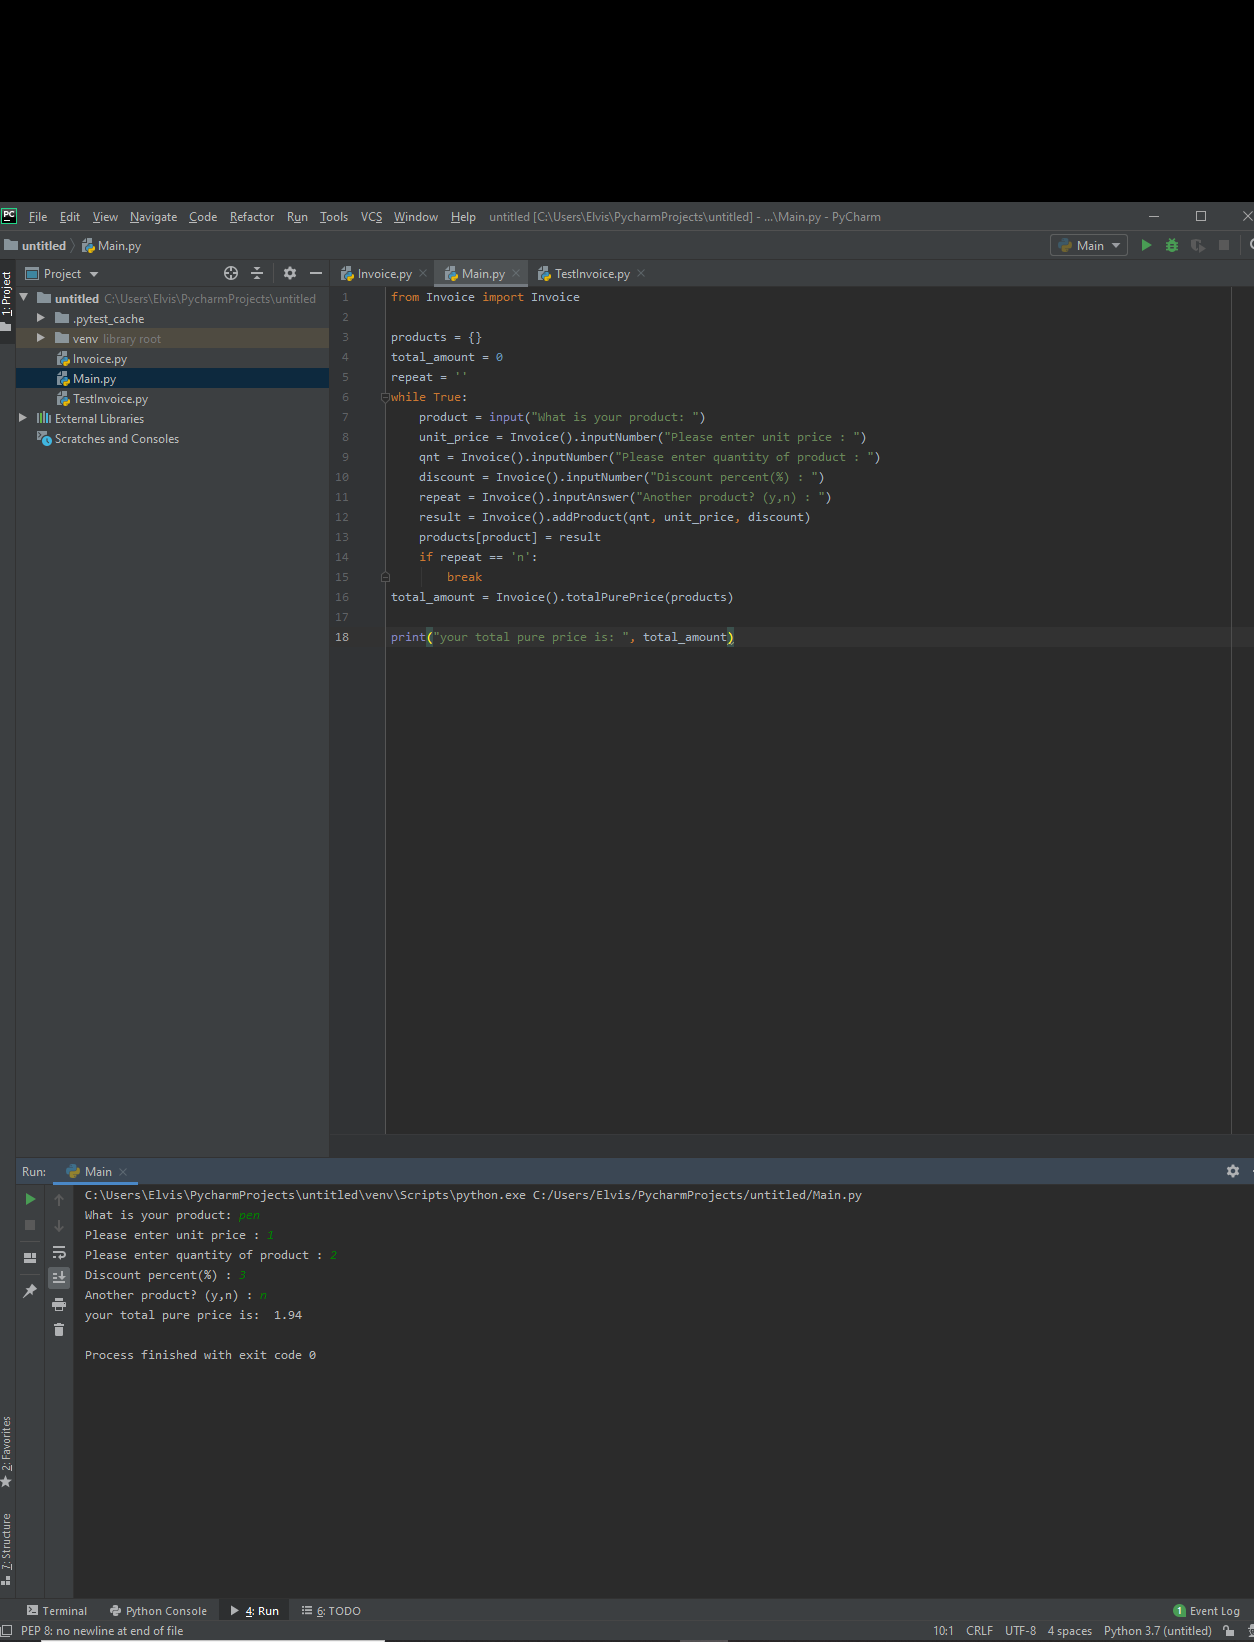 PC File Edit View Navigate Code Refactor Run Tools VCS Window Help untitled [C:\Users\Elvis\PycharmProjects\untitled] - ...\Main.py - PyCharm
untitled Main.py Main
1: Project
Project Invoice.py Main.py TestInvoice.py
untitled C:\Users\Elvis\PycharmProjects\untitled
.pytest_cache
venv library root
Invoice.py
Main.py
TestInvoice.py
External Libraries
Scratches and Consoles
1 from Invoice import Invoice
2
3 products = {}
4 total_amount = 0
5 repeat = ''
6 while True:
7     product = input("What is your product: ")
8     unit_price = Invoice().inputNumber("Please enter unit price : ")
9     qnt = Invoice().inputNumber("Please enter quantity of product : ")
10     discount = Invoice().inputNumber("Discount percent(%) : ")
11     repeat = Invoice().inputAnswer("Another product? (y,n) : ")
12     result = Invoice().addProduct(qnt, unit_price, discount)
13     products[product] = result
14     if repeat == 'n':
15         break
16 total_amount = Invoice().totalPurePrice(products)
17
18 print("your total pure price is: ", total_amount)
Run: Main
C:\Users\Elvis\PycharmProjects\untitled\venv\Scripts\python.exe C:/Users/Elvis/PycharmProjects/untitled/Main.py
What is your product: pen
Please enter unit price : 1
Please enter quantity of product : 2
Discount percent(%) : 3
Another product? (y,n) : n
your total pure price is:  1.94
Process finished with exit code 0
2: Favorites
7: Structure
Terminal Python Console 4: Run 6: TODO 1 Event Log
PEP 8: no newline at end of file 10:1 CRLF UTF-8 4 spaces Python 3.7 (untitled)